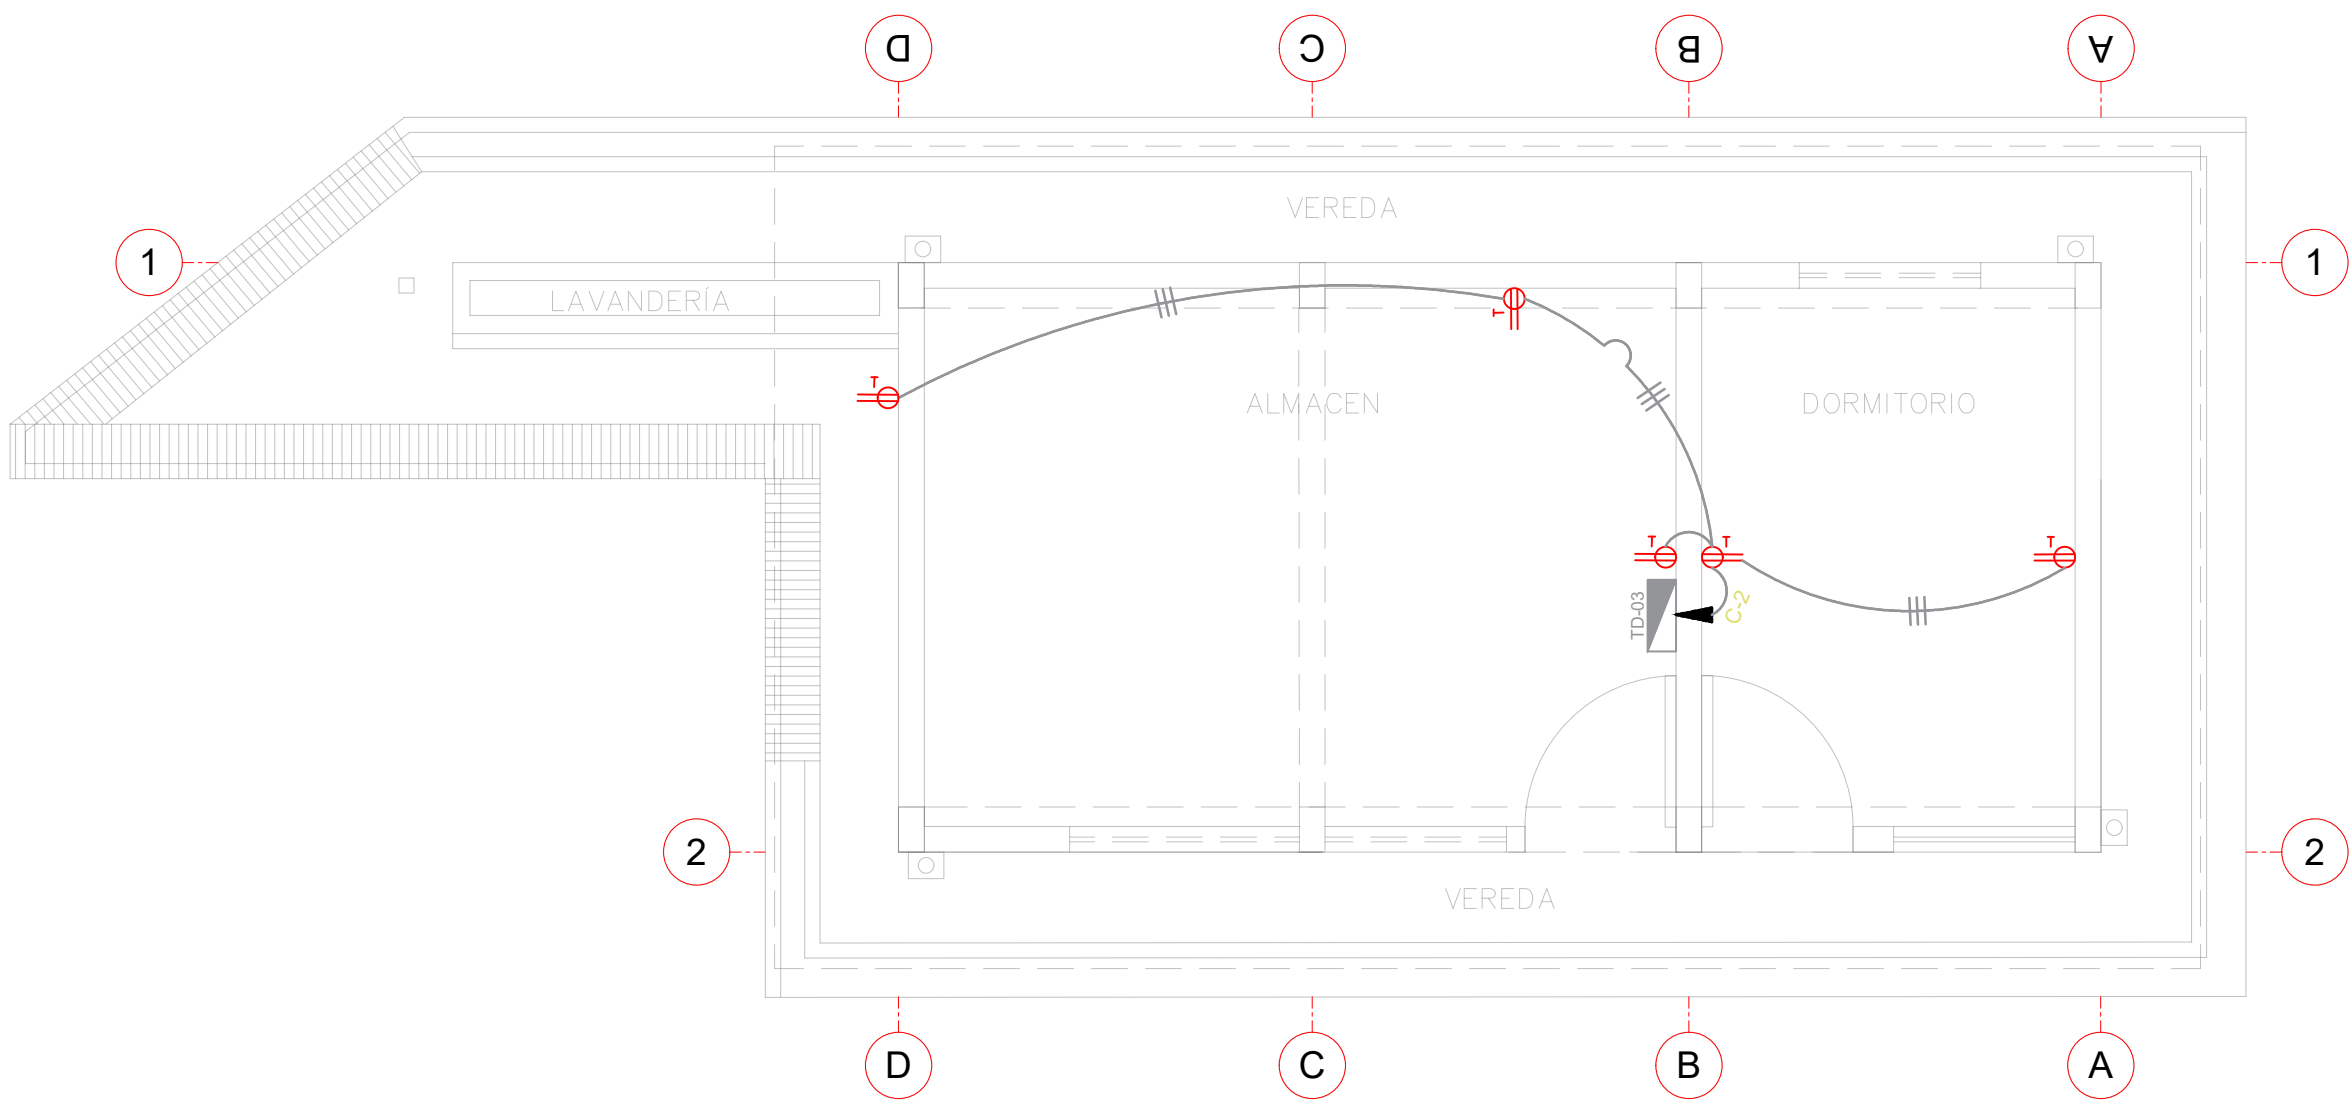 D C B A
VEREDA
1 1
LAVANDERÍA
T
T
ALMACEN DORMITORIO
T T T
TD-03
C-2
2 2
VEREDA
D C B A